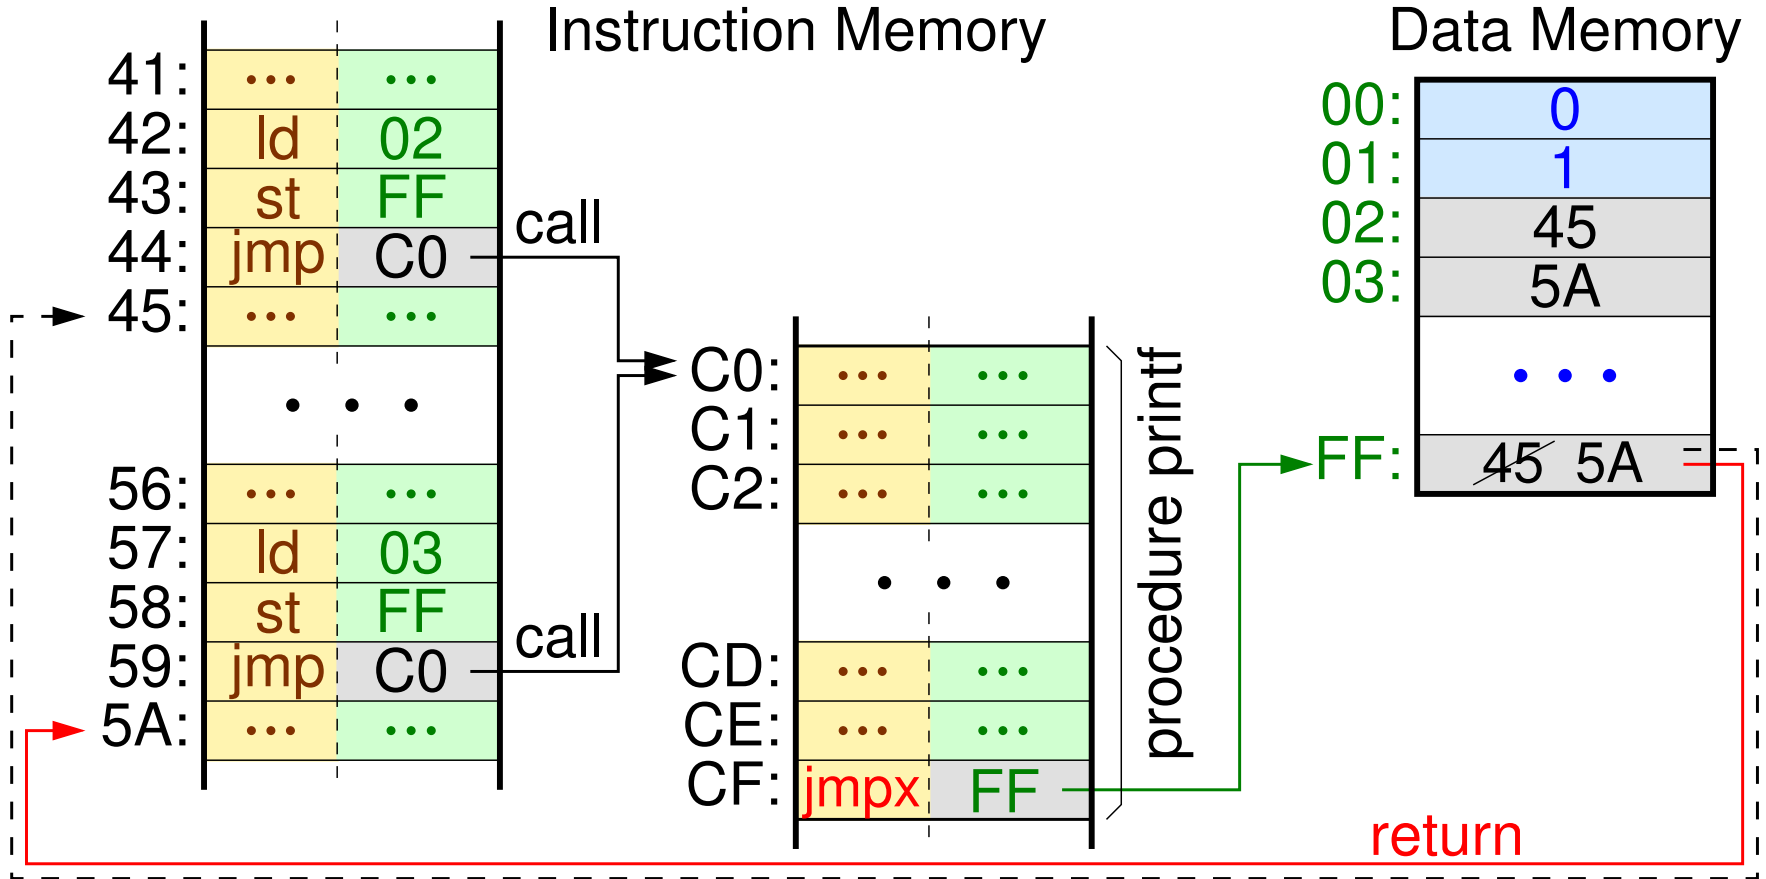 Instruction Memory
Data Memory
41: ... ...
42: ld 02
43: st FF
44: jmp C0
45: ... ...
. . .
56: ... ...
57: ld 03
58: st FF
59: jmp C0
5A: ... ...
call
call
C0: ... ...
C1: ... ...
C2: ... ...
. . .
CD: ... ...
CE: ... ...
CF: jmpx FF
procedure printf
00: 0
01: 1
02: 45
03: 5A
. . .
FF: 45 5A
return